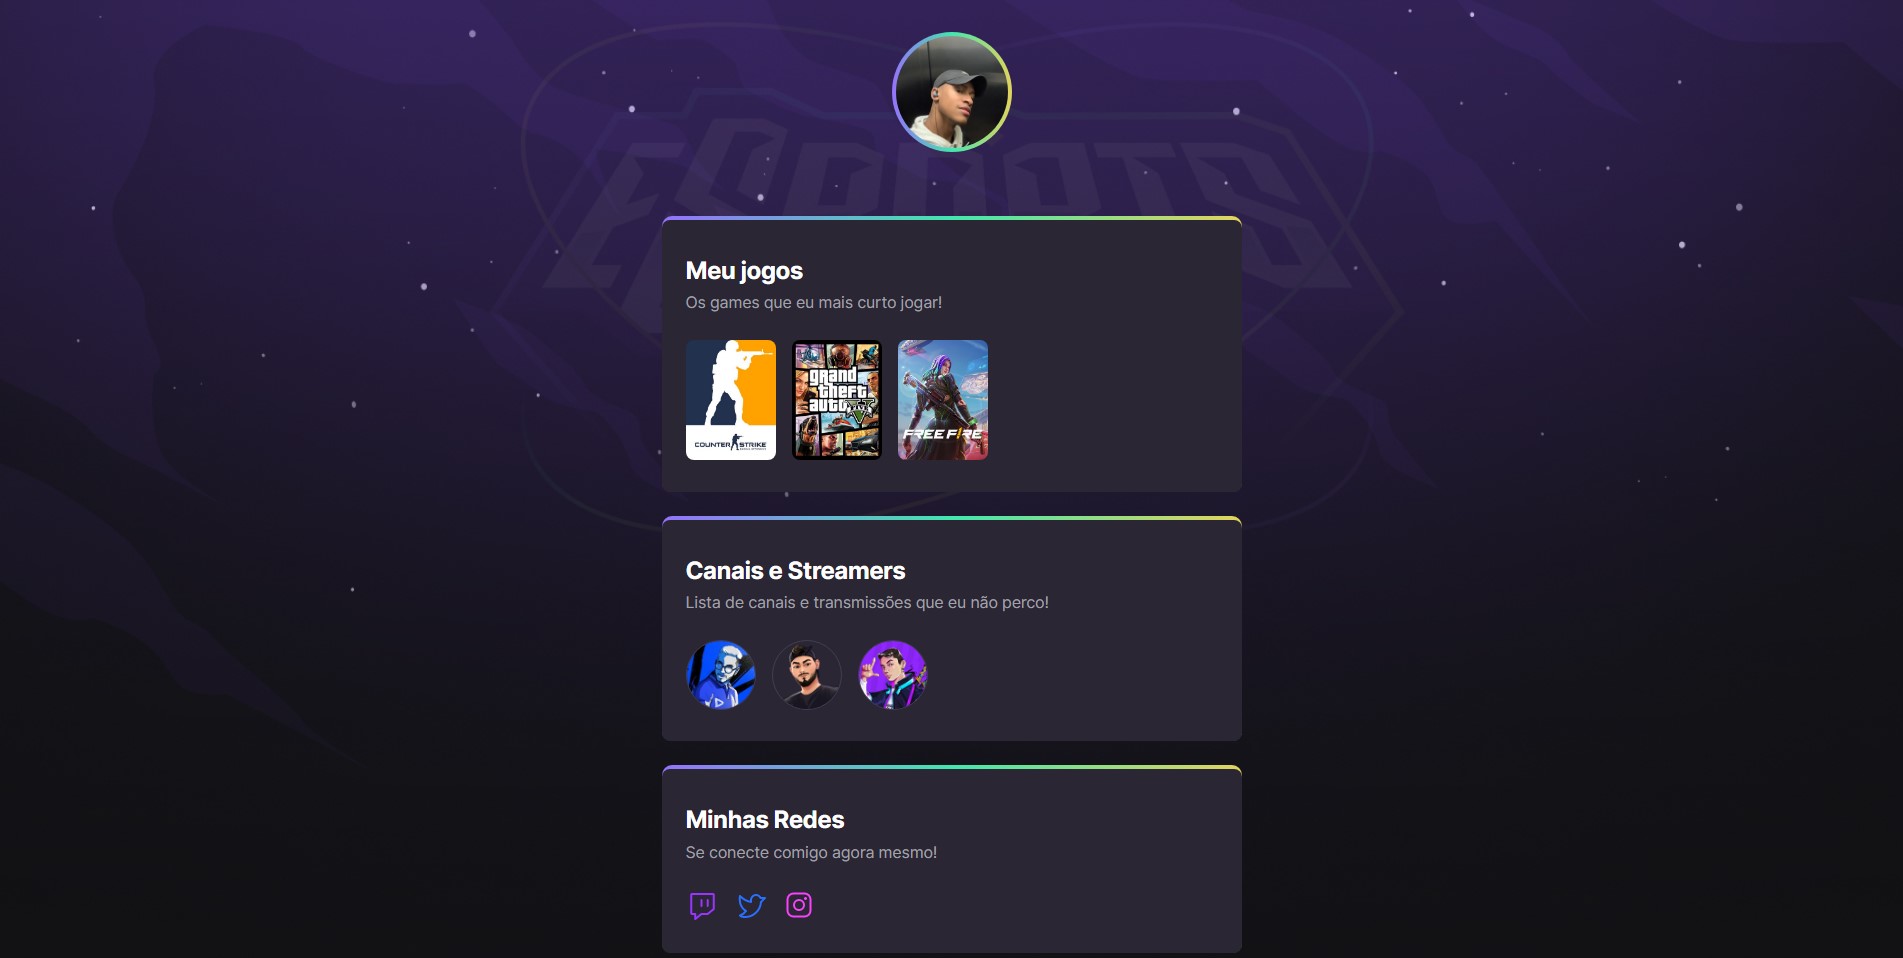 ESPORTS
Meu jogos
Os games que eu mais curto jogar!
COUNTER STRIKE
grand
theft
auto
V
FREE FIRE
Canais e Streamers
Lista de canais e transmissões que eu não perco!
Minhas Redes
Se conecte comigo agora mesmo!